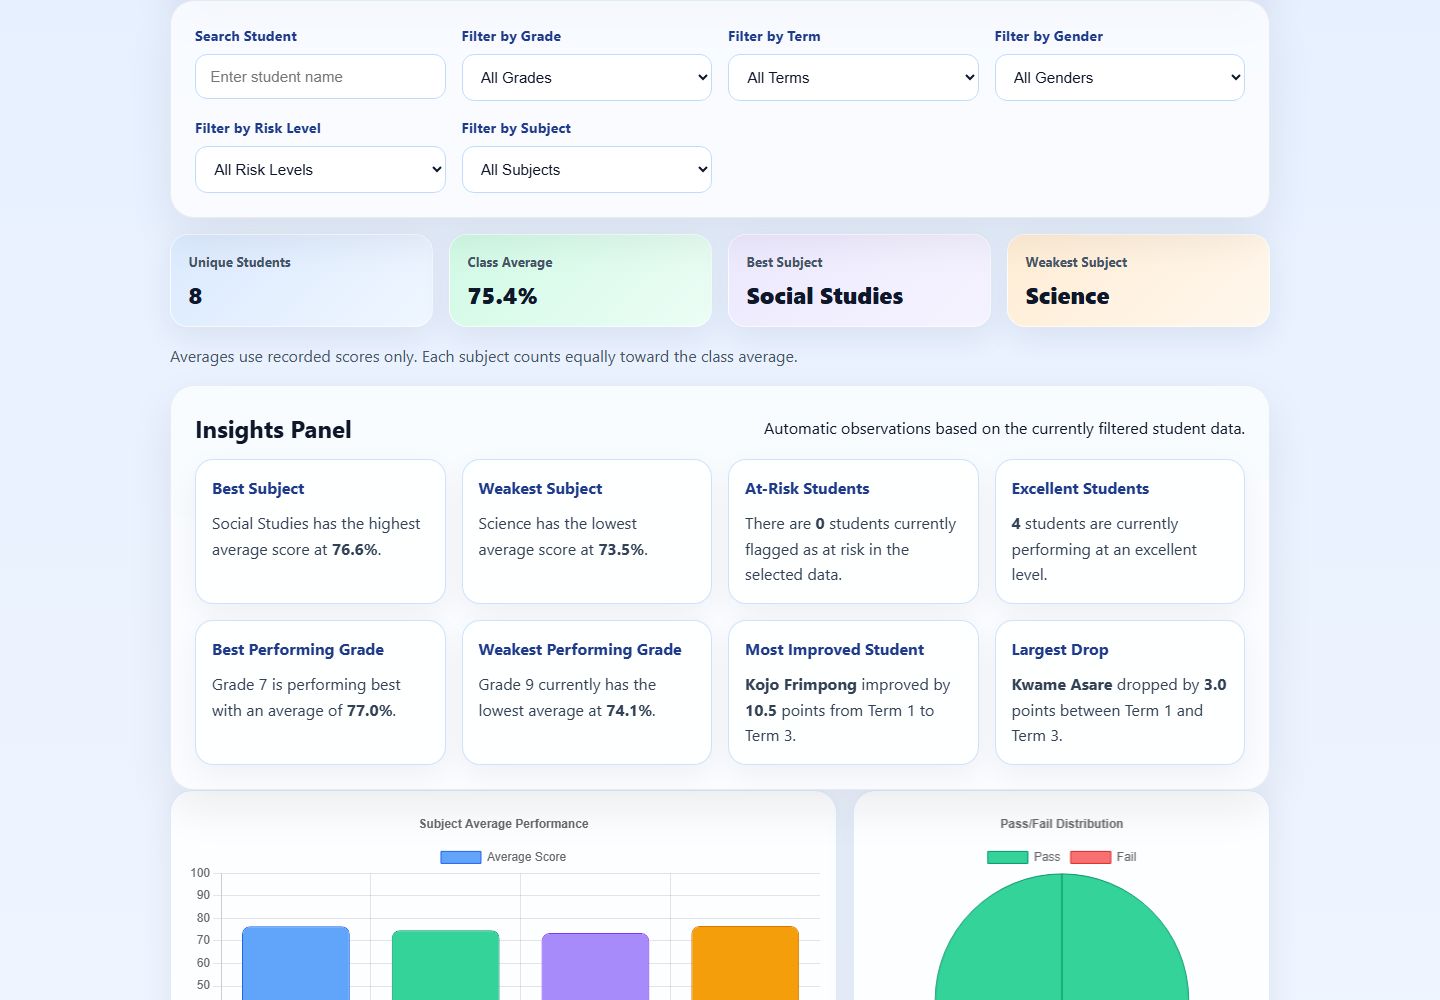 Search Student
Filter by Grade
Filter by Term
Filter by Gender
Enter student name
All Grades
All Terms
All Genders
Filter by Risk Level
Filter by Subject
All Risk Levels
All Subjects
Unique Students
8
Class Average
75.4%
Best Subject
Social Studies
Weakest Subject
Science
Averages use recorded scores only. Each subject counts equally toward the class average.
Insights Panel
Automatic observations based on the currently filtered student data.
Best Subject
Social Studies has the highest
average score at 76.6%.
Weakest Subject
Science has the lowest
average score at 73.5%.
At-Risk Students
There are 0 students currently
flagged as at risk in the
selected data.
Excellent Students
4 students are currently
performing at an excellent
level.
Best Performing Grade
Grade 7 is performing best
with an average of 77.0%.
Weakest Performing Grade
Grade 9 currently has the
lowest average at 74.1%.
Most Improved Student
Kojo Frimpong improved by
10.5 points from Term 1 to
Term 3.
Largest Drop
Kwame Asare dropped by 3.0
points between Term 1 and
Term 3.
Subject Average Performance
Average Score
100
90
80
70
60
50
Pass/Fail Distribution
Pass
Fail